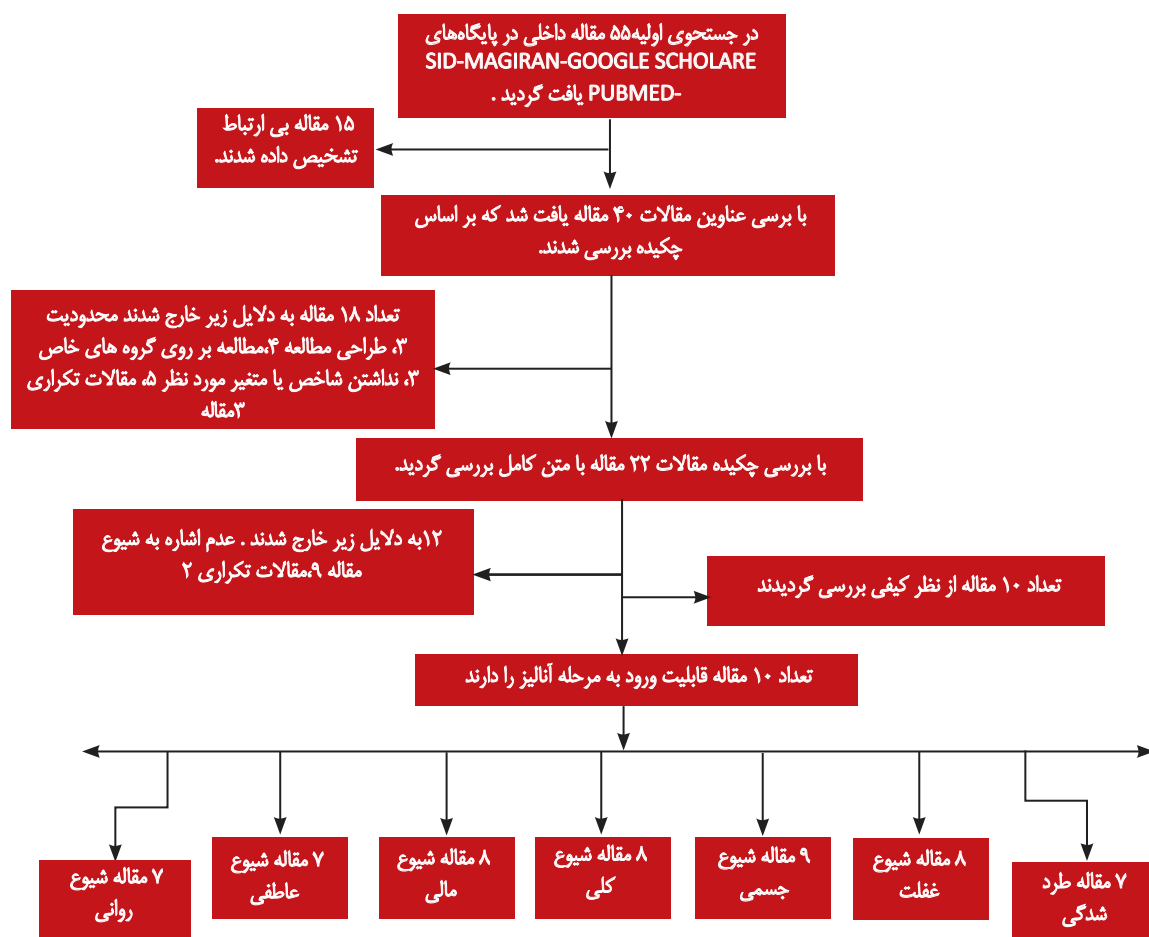 در جستحوی اولیه۵۵ مقاله داخلی در پایگاه‌های
SID-MAGIRAN-GOOGLE SCHOLARE
-PUBMED یافت گردید .
۱۵ مقاله بی ارتباط
تشخیص داده شدند.
با برسی عناوین مقالات ۴۰ مقاله یافت شد که بر اساس
چکیده بررسی شدند.
تعداد ۱۸ مقاله به دلایل زیر خارج شدند محدودیت
۳، طراحی مطالعه ۴،مطالعه بر روی گروه های خاص
۳، نداشتن شاخص یا متغیر مورد نظر ۵، مقالات تکراری
۳مقاله
با بررسی چکیده مقالات ۲۲ مقاله با متن کامل بررسی گردید.
۱۲به دلایل زیر خارج شدند . عدم اشاره به شیوع
مقاله ۹،مقالات تکراری ۲
تعداد ۱۰ مقاله از نظر کیفی بررسی گردیدند
تعداد ۱۰ مقاله قابلیت ورود به مرحله آنالیز را دارند
۷ مقاله طرد
شدگی
۸ مقاله شیوع
غفلت
۹ مقاله شیوع
جسمی
۸ مقاله شیوع
کلی
۸ مقاله شیوع
مالی
۷ مقاله شیوع
عاطفی
۷ مقاله شیوع
روانی